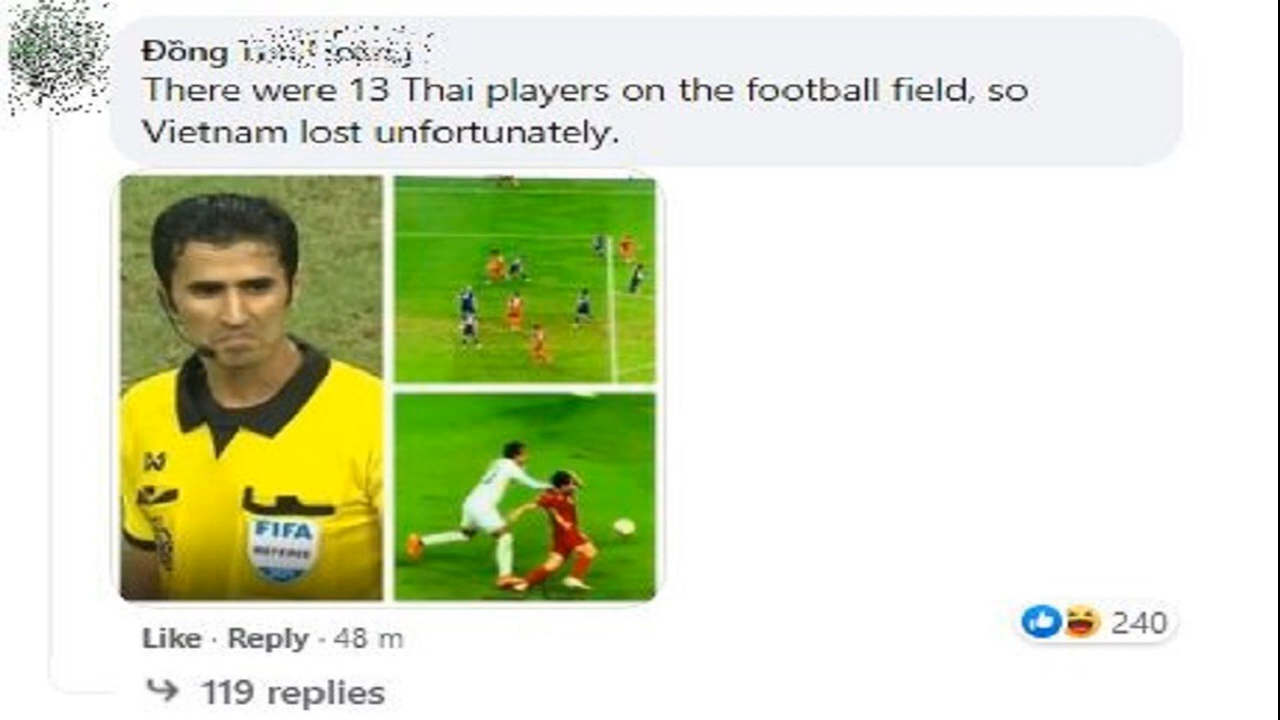 Đồng
There were 13 Thai players on the football field, so
Vietnam lost unfortunately.
FIFA
REFEREE
Like · Reply · 48 m
240
119 replies